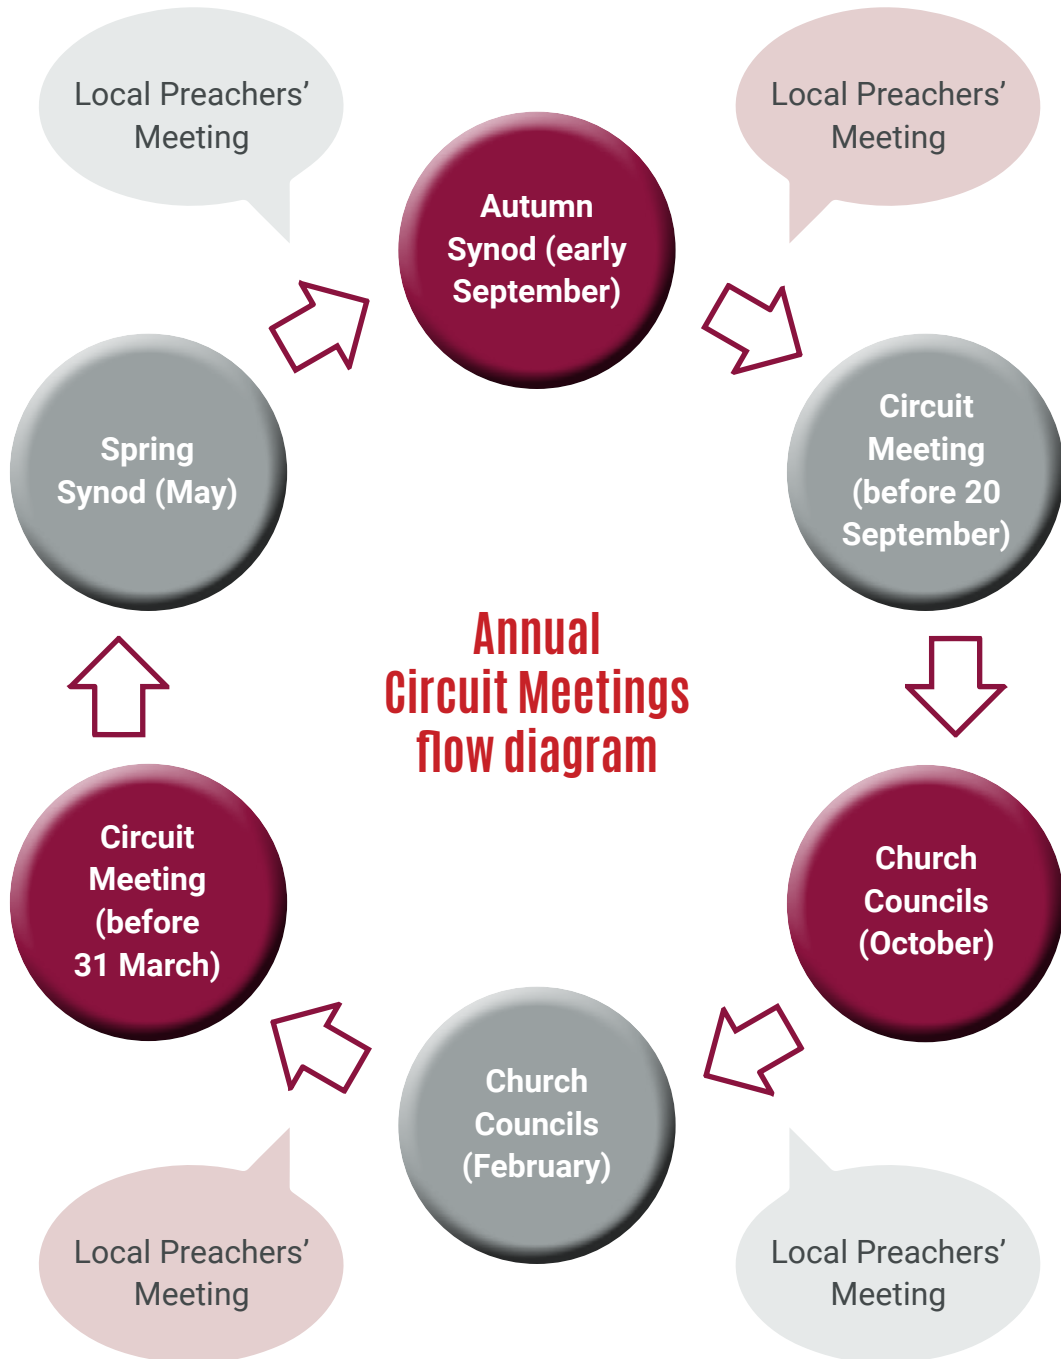 Local Preachers’
Meeting
Local Preachers’
Meeting
Autumn
Synod (early
September)
Circuit
Meeting
(before 20
September)
Spring
Synod (May)
Annual
Circuit Meetings
flow diagram
Circuit
Meeting
(before
31 March)
Church
Councils
(October)
Church
Councils
(February)
Local Preachers’
Meeting
Local Preachers’
Meeting